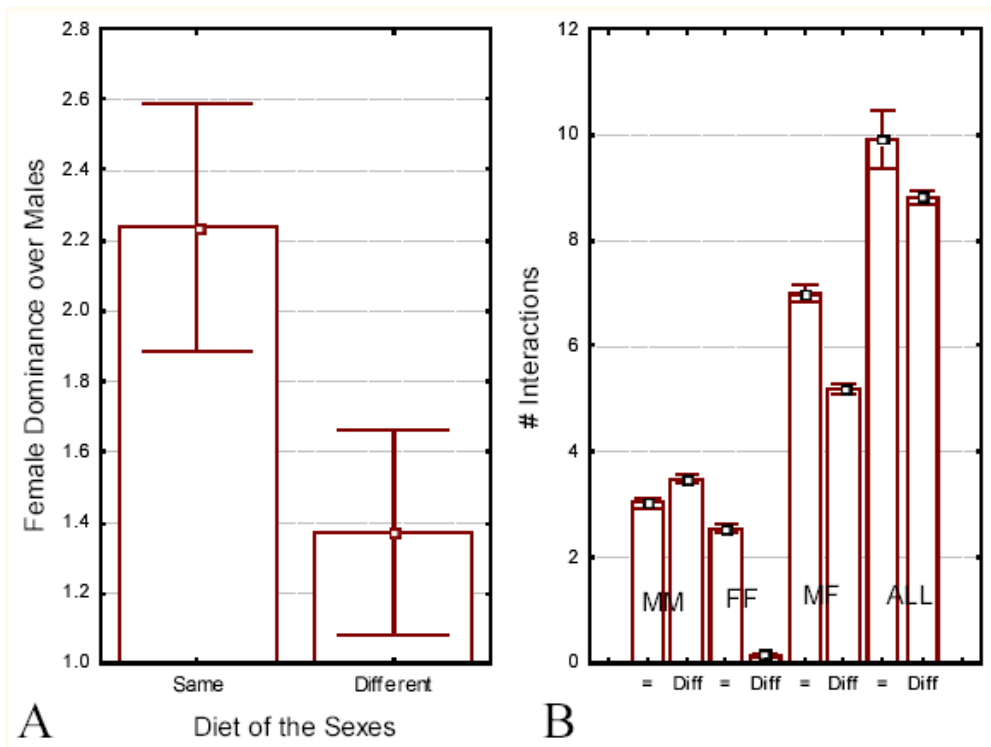 Female Dominance over Males
2.8
2.6
2.4
2.2
2.0
1.8
1.6
1.4
1.2
1.0
Same Different
Diet of the Sexes
A
# Interactions
12
10
8
6
4
2
0
MM FF MF ALL
= Diff = Diff = Diff = Diff
B